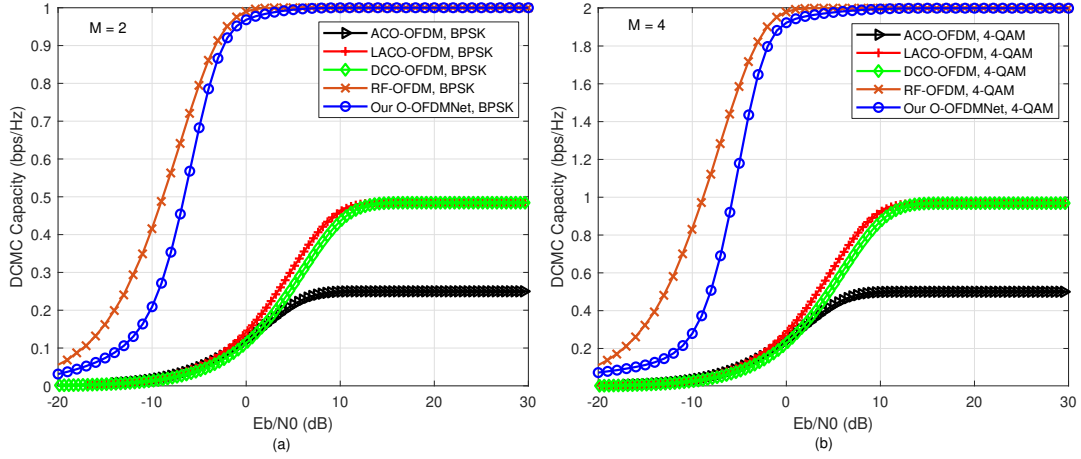 M = 2
ACO-OFDM, BPSK
LACO-OFDM, BPSK
DCO-OFDM, BPSK
RF-OFDM, BPSK
Our O-OFDMNet, BPSK
DCMC Capacity (bps/Hz)
1
0.9
0.8
0.7
0.6
0.5
0.4
0.3
0.2
0.1
0
-20
-10
0
10
20
30
Eb/N0 (dB)
(a)
M = 4
ACO-OFDM, 4-QAM
LACO-OFDM, 4-QAM
DCO-OFDM, 4-QAM
RF-OFDM, 4-QAM
Our O-OFDMNet, 4-QAM
DCMC Capacity (bps/Hz)
2
1.8
1.6
1.4
1.2
1
0.8
0.6
0.4
0.2
-20
-10
0
10
20
30
Eb/N0 (dB)
(b)